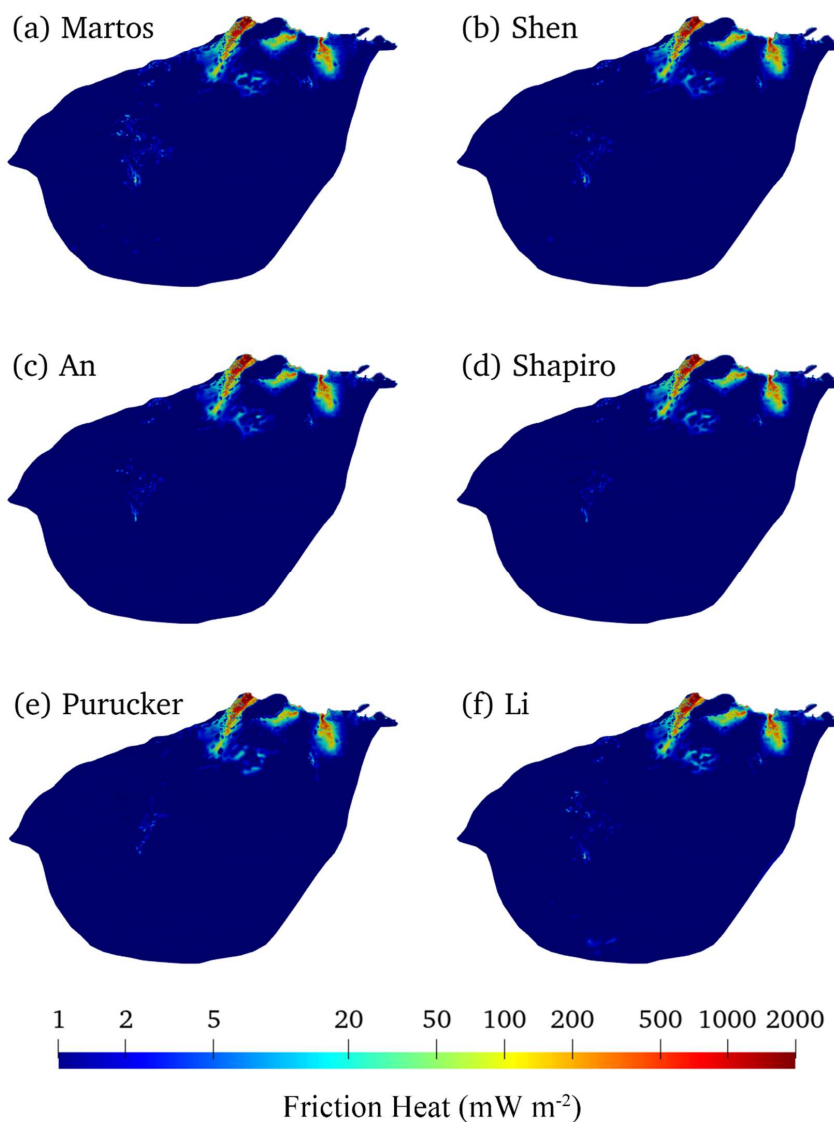 (a) Martos
(b) Shen
(c) An
(d) Shapiro
(e) Purucker
(f) Li
1 2 5 20 50 100 200 500 1000 2000
Friction Heat (mW m⁻²)